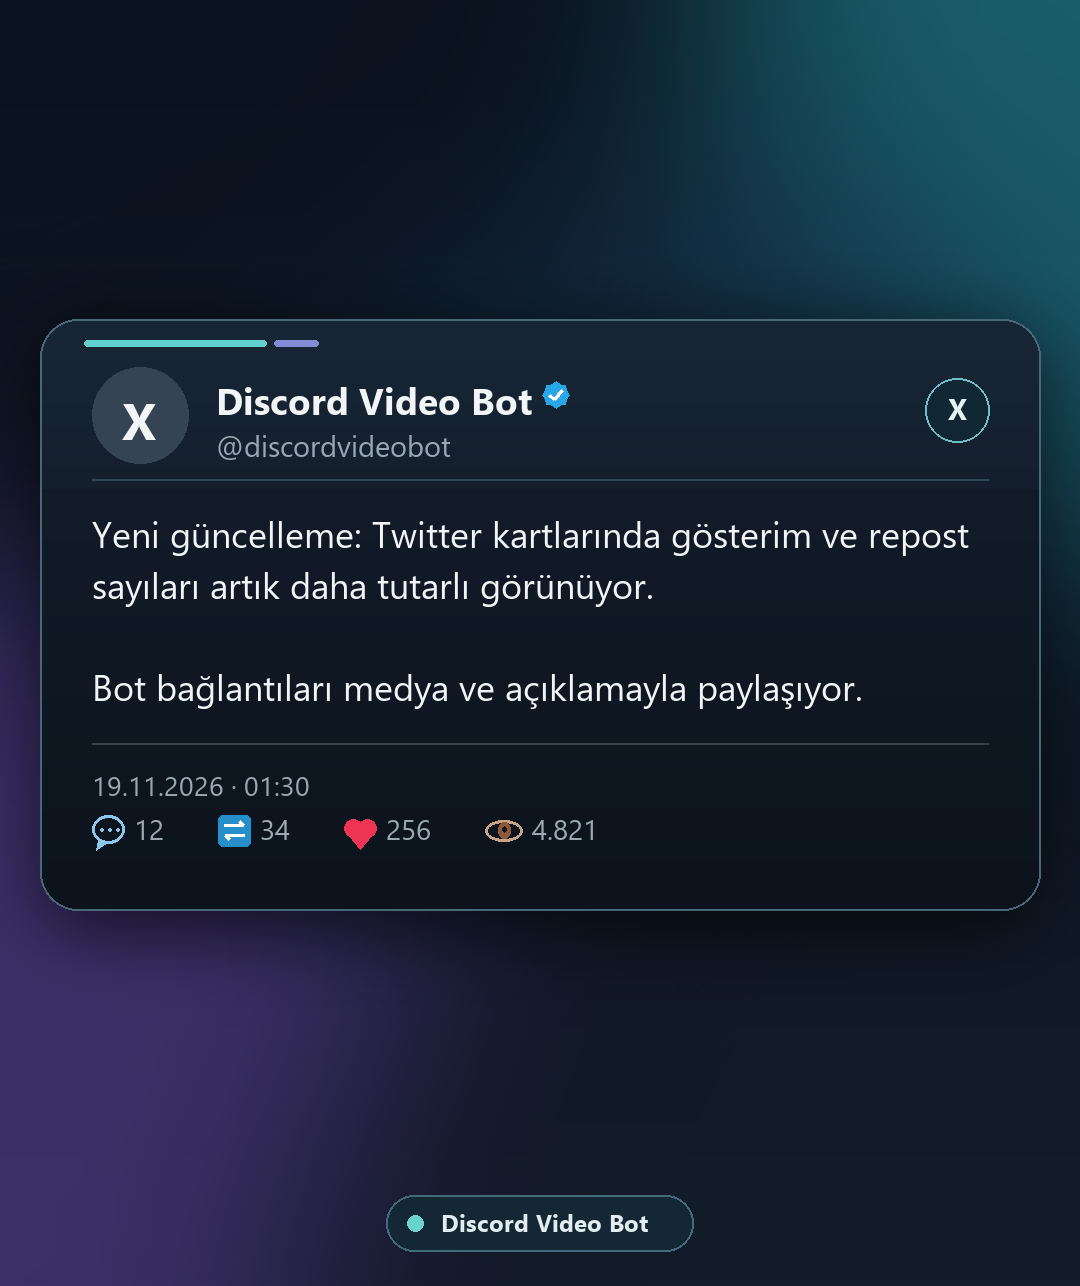 X
Discord Video Bot
@discordvideobot
X
Yeni güncelleme: Twitter kartlarında gösterim ve repost
sayıları artık daha tutarlı görünüyor.
Bot bağlantıları medya ve açıklamayla paylaşıyor.
19.11.2026 · 01:30
12 34 256 4.821
Discord Video Bot